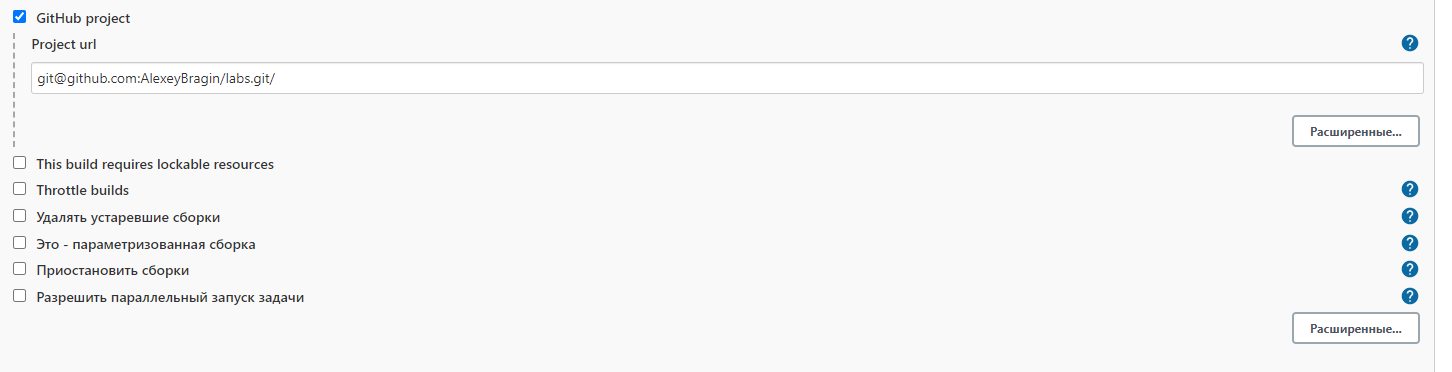 GitHub project
Project url
git@github.com:AlexeyBragin/labs.git/
Расширенные...
This build requires lockable resources
Throttle builds
Удалять устаревшие сборки
Это - параметризованная сборка
Приостановить сборки
Разрешить параллельный запуск задачи
Расширенные...